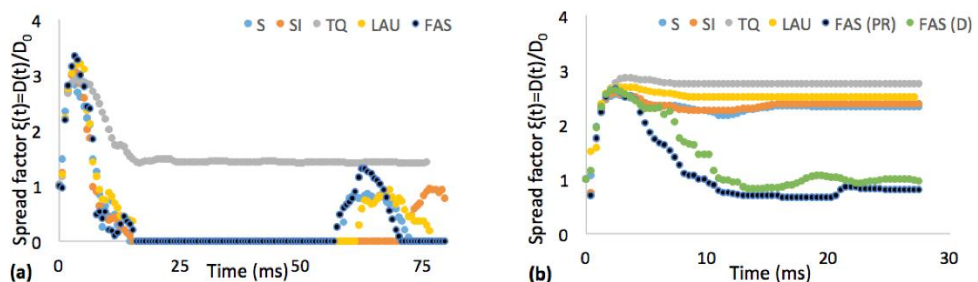 S SI TQ LAU FAS
Spread factor ξ(t)=D(t)/D₀
4
3
2
1
0
0 25 50 75
Time (ms)
(a)
S SI TQ LAU FAS (PR) FAS (D)
Spread factor ξ(t)=D(t)/D₀
4
3
2
1
0
0 10 20 30
Time (ms)
(b)